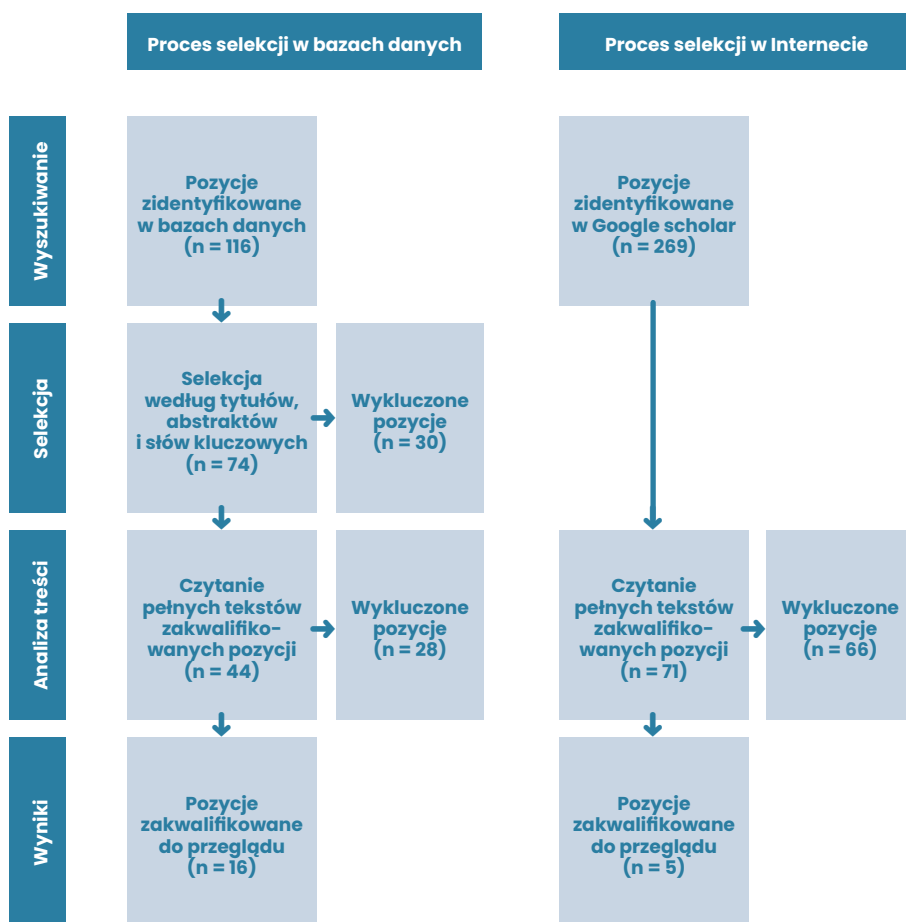 Proces selekcji w bazach danych
Proces selekcji w Internecie
Wyszukiwanie
Pozycje
zidentyfikowane
w bazach danych
(n = 116)
Pozycje
zidentyfikowane
w Google scholar
(n = 269)
Selekcja
Selekcja
według tytułów,
abstraktów
i słów kluczowych
(n = 74)
Wykluczone
pozycje
(n = 30)
Analiza treści
Czytanie
pełnych tekstów
zakwalifiko-
wanych pozycji
(n = 44)
Wykluczone
pozycje
(n = 28)
Czytanie
pełnych tekstów
zakwalifiko-
wanych pozycji
(n = 71)
Wykluczone
pozycje
(n = 66)
Wyniki
Pozycje
zakwalifikowane
do przeglądu
(n = 16)
Pozycje
zakwalifikowane
do przeglądu
(n = 5)